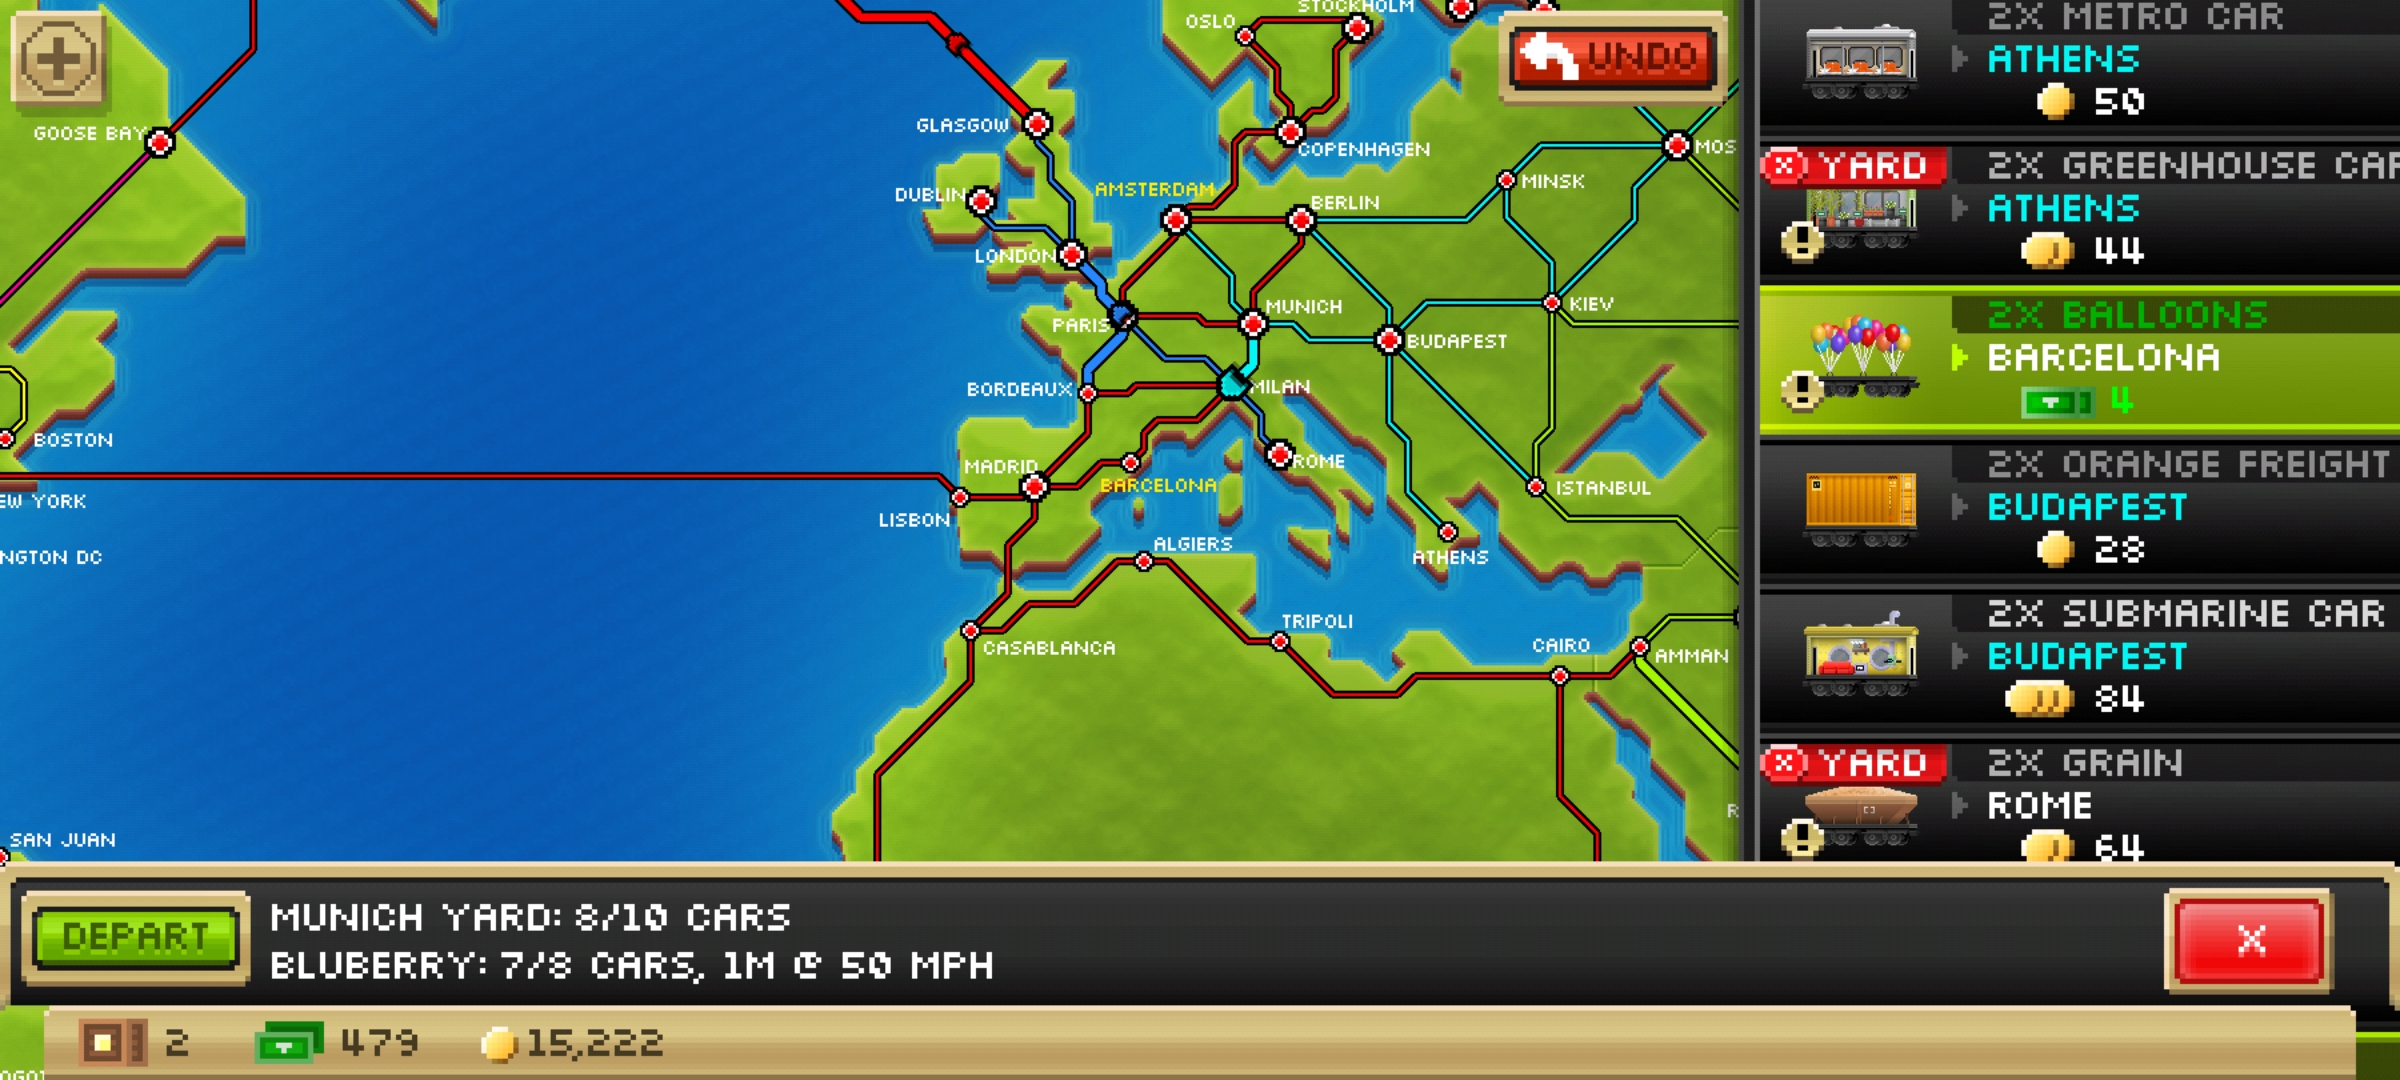 OSLO
STOCKHOLM
UNDO
GOOSE BAY
GLASGOW
COPENHAGEN
MOS
DUBLIN
AMSTERDAM
MINSK
BERLIN
LONDON
PARIS
MUNICH
KIEV
BUDAPEST
BORDEAUX
MILAN
BOSTON
MADRID
ROME
BARCELONA
ISTANBUL
EW YORK
LISBON
NGTON DC
ALGIERS
ATHENS
TRIPOLI
CASABLANCA
CAIRO
AMMAN
R
SAN JUAN
2X METRO CAR
ATHENS
50
YARD
2X GREENHOUSE CAR
ATHENS
44
2X BALLOONS
BARCELONA
4
2X ORANGE FREIGHT
BUDAPEST
28
2X SUBMARINE CAR
BUDAPEST
84
YARD
2X GRAIN
ROME
64
DEPART
MUNICH YARD: 8/10 CARS
BLUBERRY: 7/8 CARS, 1M @ 50 MPH
X
2
479
15,222